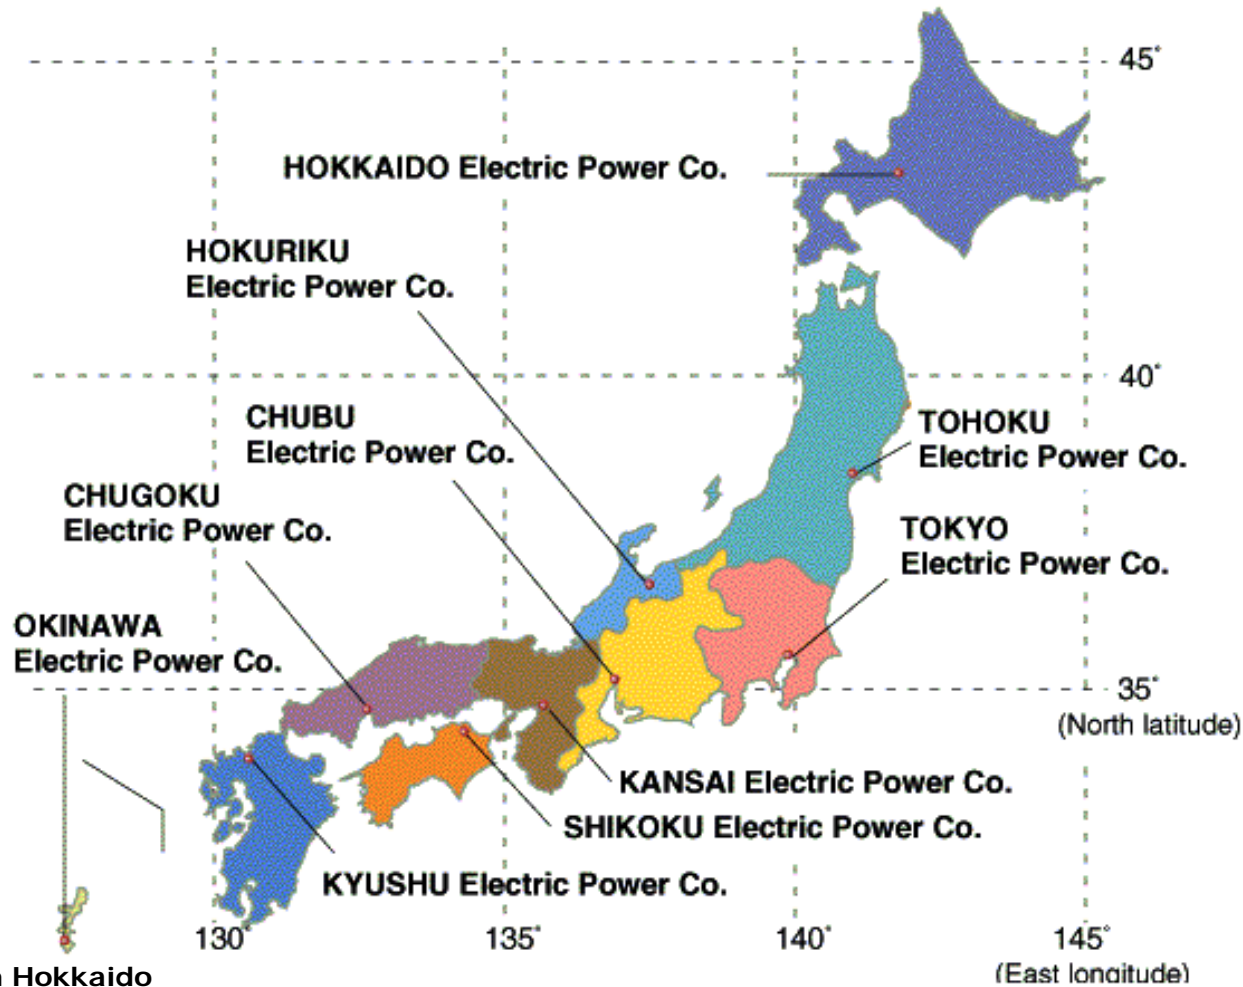 45°
HOKKAIDO Electric Power Co.
HOKURIKU
Electric Power Co.
40°
CHUBU
Electric Power Co.
TOHOKU
Electric Power Co.
CHUGOKU
Electric Power Co.
TOKYO
Electric Power Co.
OKINAWA
Electric Power Co.
35°
(North latitude)
KANSAI Electric Power Co.
SHIKOKU Electric Power Co.
KYUSHU Electric Power Co.
130°
135°
140°
145°
Hokkaido
(East longitude)